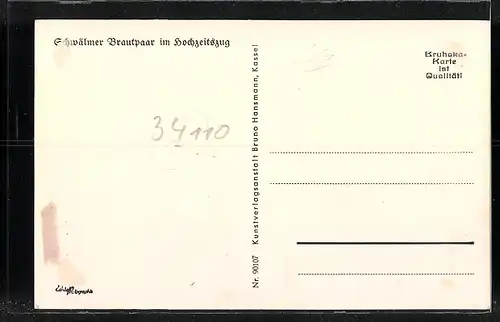 Schwälmer Brautpaar im Hochzeitszug
Bruhaka-
Karte
ist
Qualität!
34110
Nr. 90107 Kunstverlagsanstalt Bruno Hansmann, Kassel